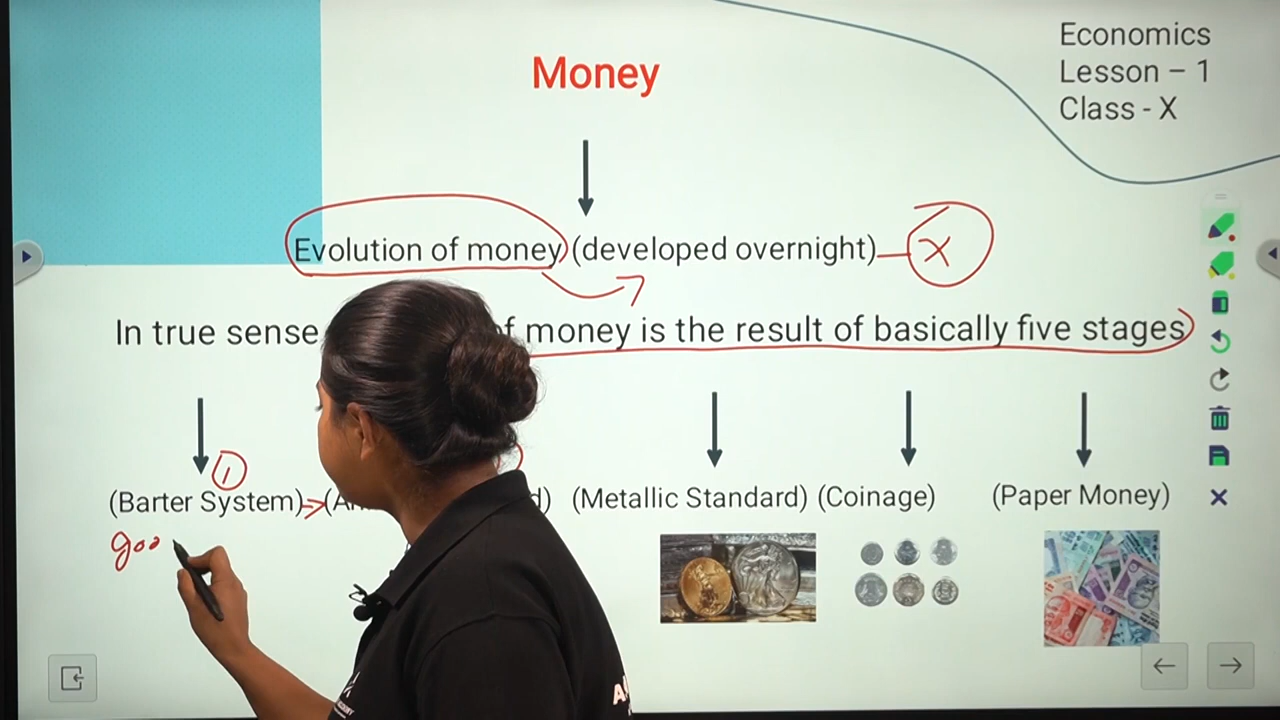 Economics
Lesson – 1
Class - X
Money
Evolution of money (developed overnight) – X
In true sense of money is the result of basically five stages
1
(Barter System) (Metallic Standard) (Coinage) (Paper Money)
goo